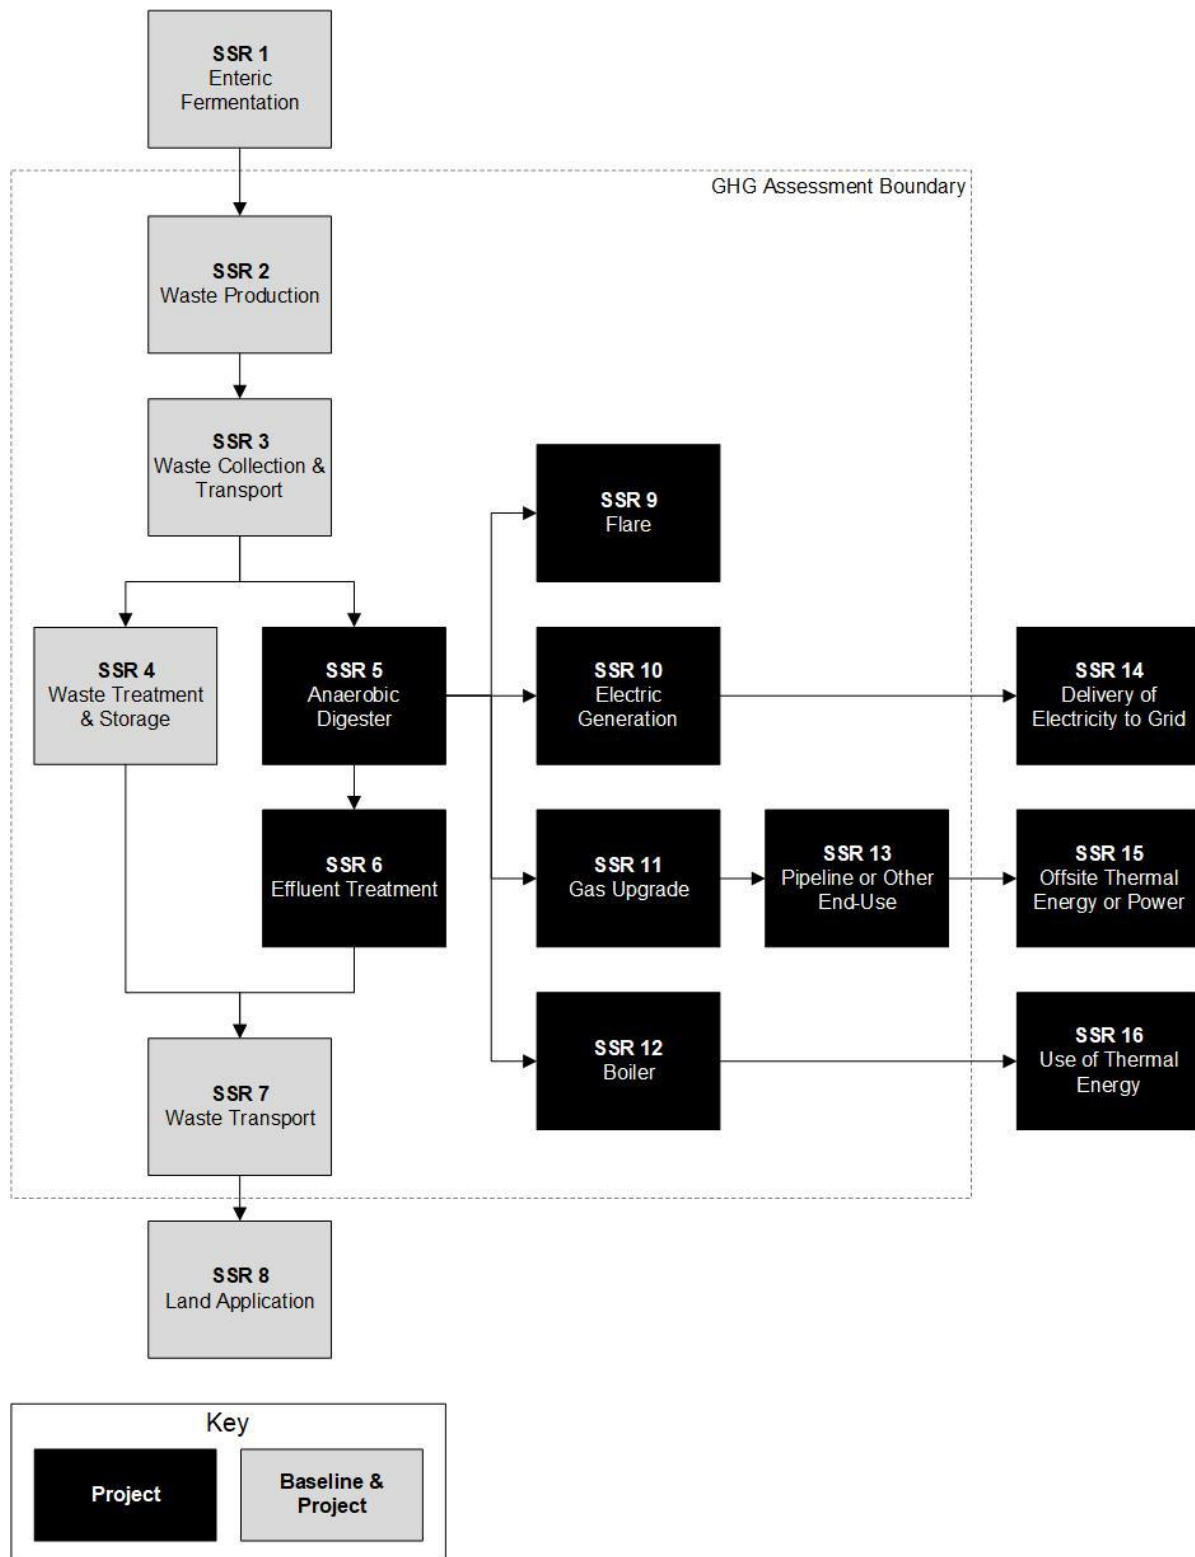 SSR 1
Enteric
Fermentation
GHG Assessment Boundary
SSR 2
Waste Production
SSR 3
Waste Collection &
Transport
SSR 4
Waste Treatment
& Storage
SSR 5
Anaerobic
Digester
SSR 6
Effluent Treatment
SSR 7
Waste Transport
SSR 8
Land Application
SSR 9
Flare
SSR 10
Electric
Generation
SSR 11
Gas Upgrade
SSR 12
Boiler
SSR 13
Pipeline or Other
End-Use
SSR 14
Delivery of
Electricity to Grid
SSR 15
Offsite Thermal
Energy or Power
SSR 16
Use of Thermal
Energy
Key
Project
Baseline &
Project